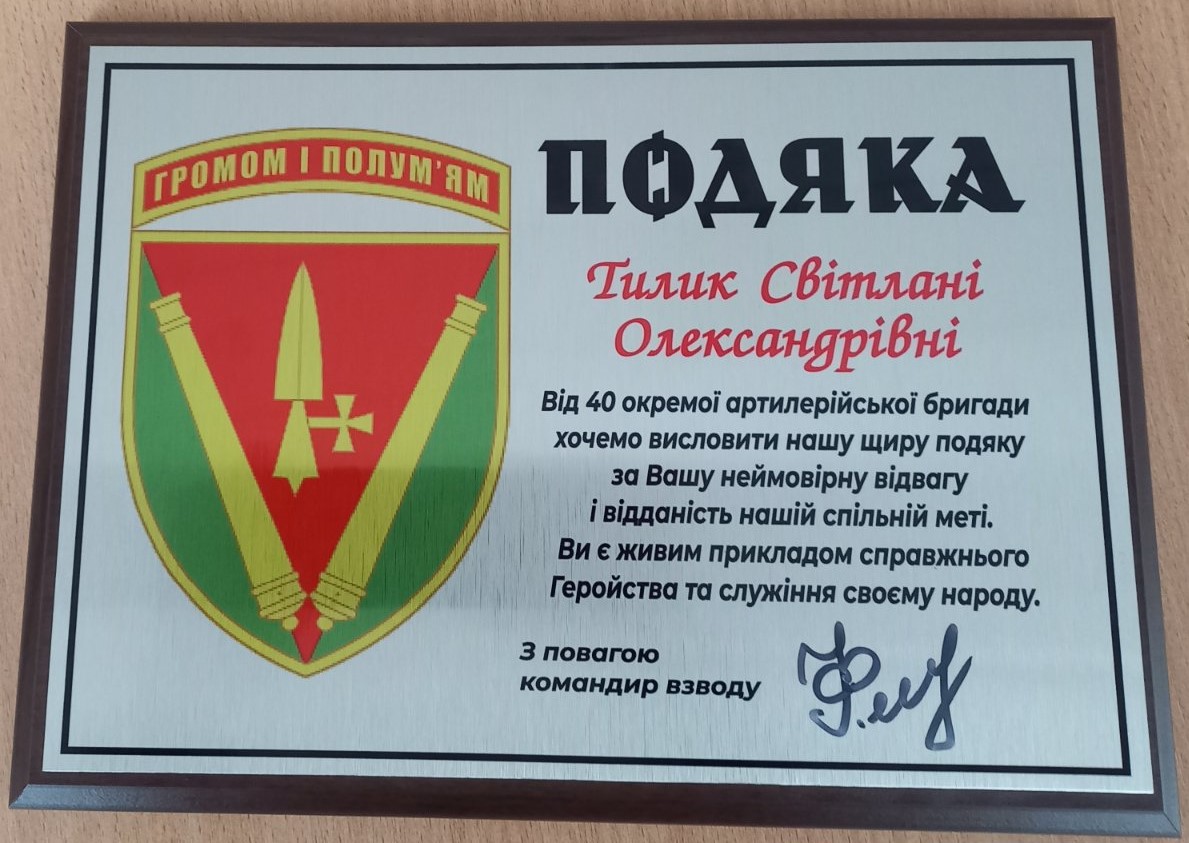 ГРОМОМ І ПОЛУМ'ЯМ
ПОДЯКА
Тилик Світлані
Олександрівні
Від 40 окремої артилерійської бригади
хочемо висловити нашу щиру подяку
за Вашу неймовірну відвагу
і відданість нашій спільній меті.
Ви є живим прикладом справжнього
Геройства та служіння своєму народу.
З повагою
командир взводу